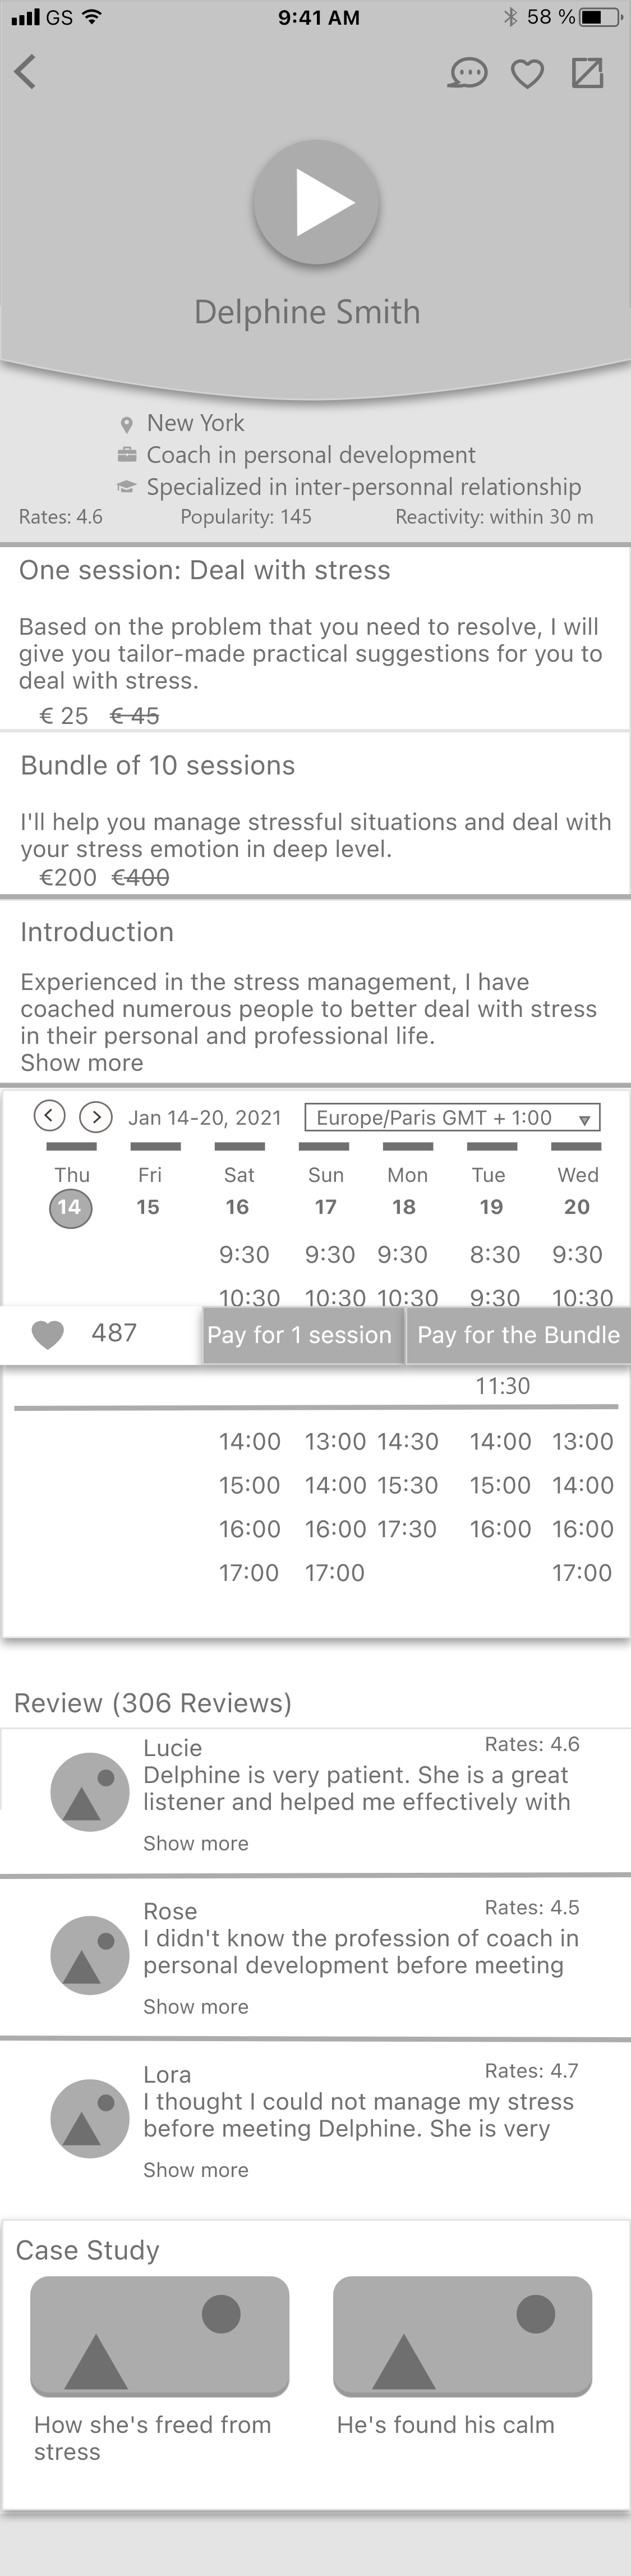 GS 9:41 AM 58 %
Delphine Smith
New York
Coach in personal development
Specialized in inter-personnal relationship
Rates: 4.6 Popularity: 145 Reactivity: within 30 m
One session: Deal with stress
Based on the problem that you need to resolve, I will
give you tailor-made practical suggestions for you to
deal with stress.
€ 25 € 45
Bundle of 10 sessions
I'll help you manage stressful situations and deal with
your stress emotion in deep level.
€200 €400
Introduction
Experienced in the stress management, I have
coached numerous people to better deal with stress
in their personal and professional life.
Show more
Jan 14-20, 2021 Europe/Paris GMT + 1:00
Thu Fri Sat Sun Mon Tue Wed
14 15 16 17 18 19 20
9:30 9:30 9:30 8:30 9:30
10:30 10:30 10:30 9:30 10:30
487 Pay for 1 session Pay for the Bundle
11:30
14:00 13:00 14:30 14:00 13:00
15:00 14:00 15:30 15:00 14:00
16:00 16:00 17:30 16:00 16:00
17:00 17:00 17:00
Review (306 Reviews)
Lucie Rates: 4.6
Delphine is very patient. She is a great
listener and helped me effectively with
Show more
Rose Rates: 4.5
I didn't know the profession of coach in
personal development before meeting
Show more
Lora Rates: 4.7
I thought I could not manage my stress
before meeting Delphine. She is very
Show more
Case Study
How she's freed from He's found his calm
stress